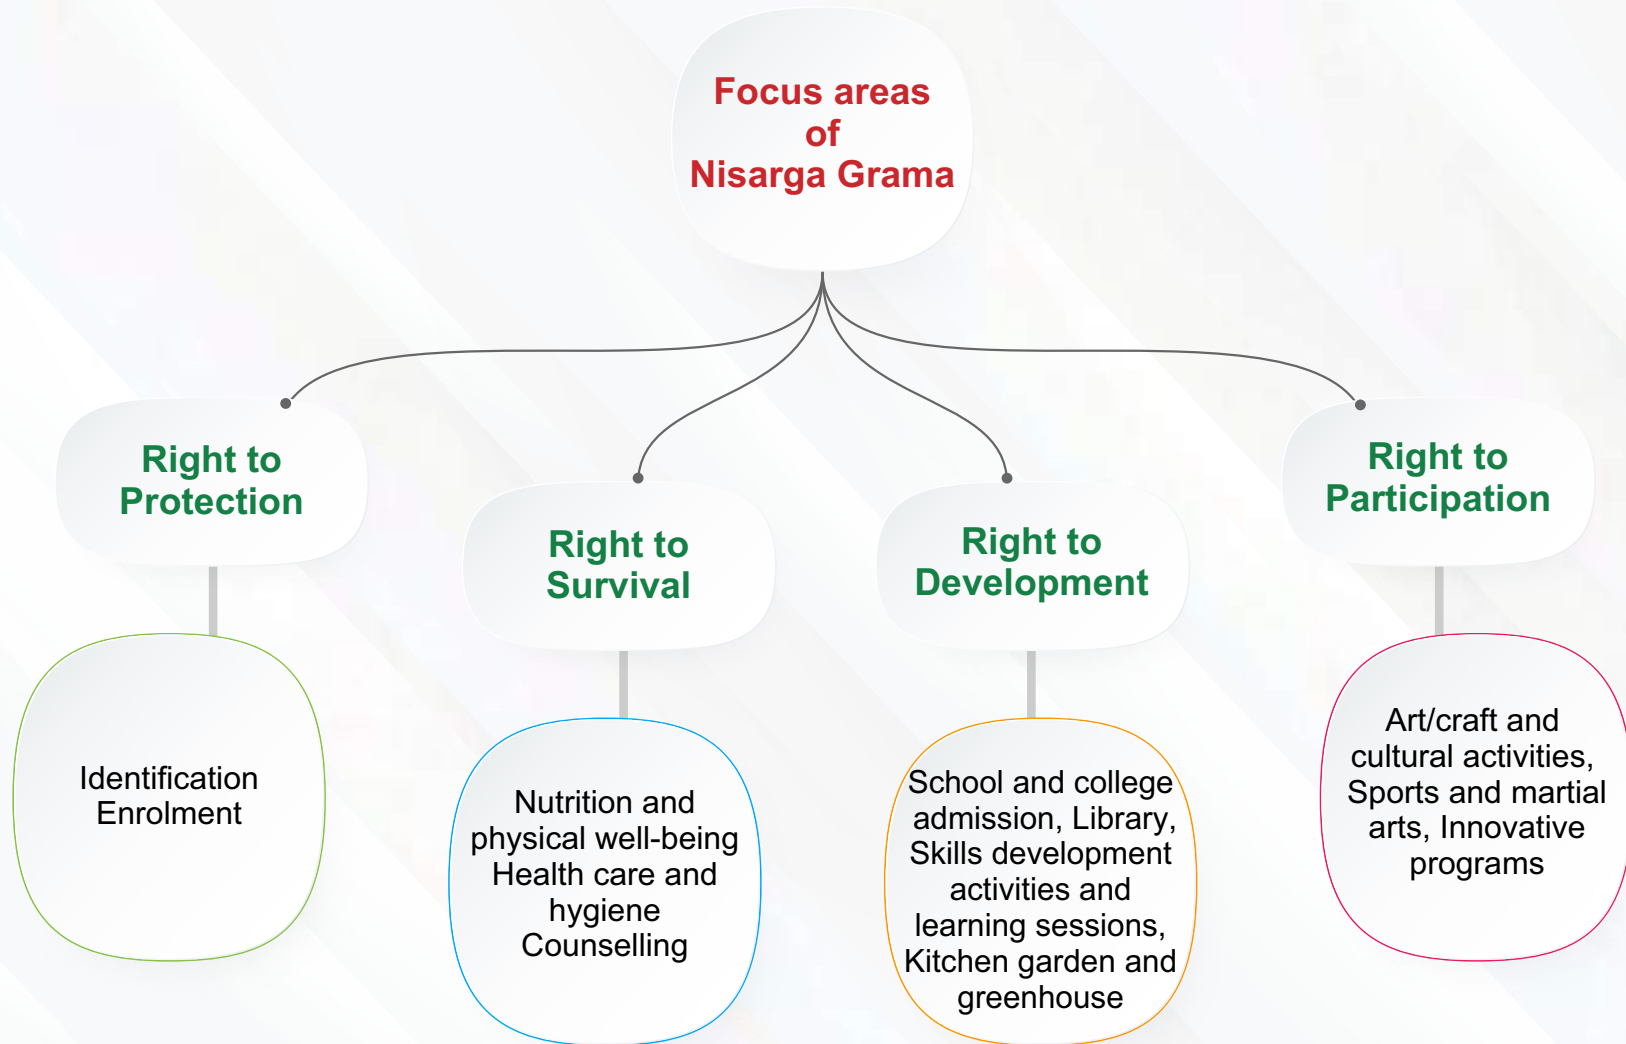 Focus areas
of
Nisarga Grama
Right to
Protection
Identification
Enrolment
Right to
Survival
Nutrition and
physical well-being
Health care and
hygiene
Counselling
Right to
Development
School and college
admission, Library,
Skills development
activities and
learning sessions,
Kitchen garden and
greenhouse
Right to
Participation
Art/craft and
cultural activities,
Sports and martial
arts, Innovative
programs